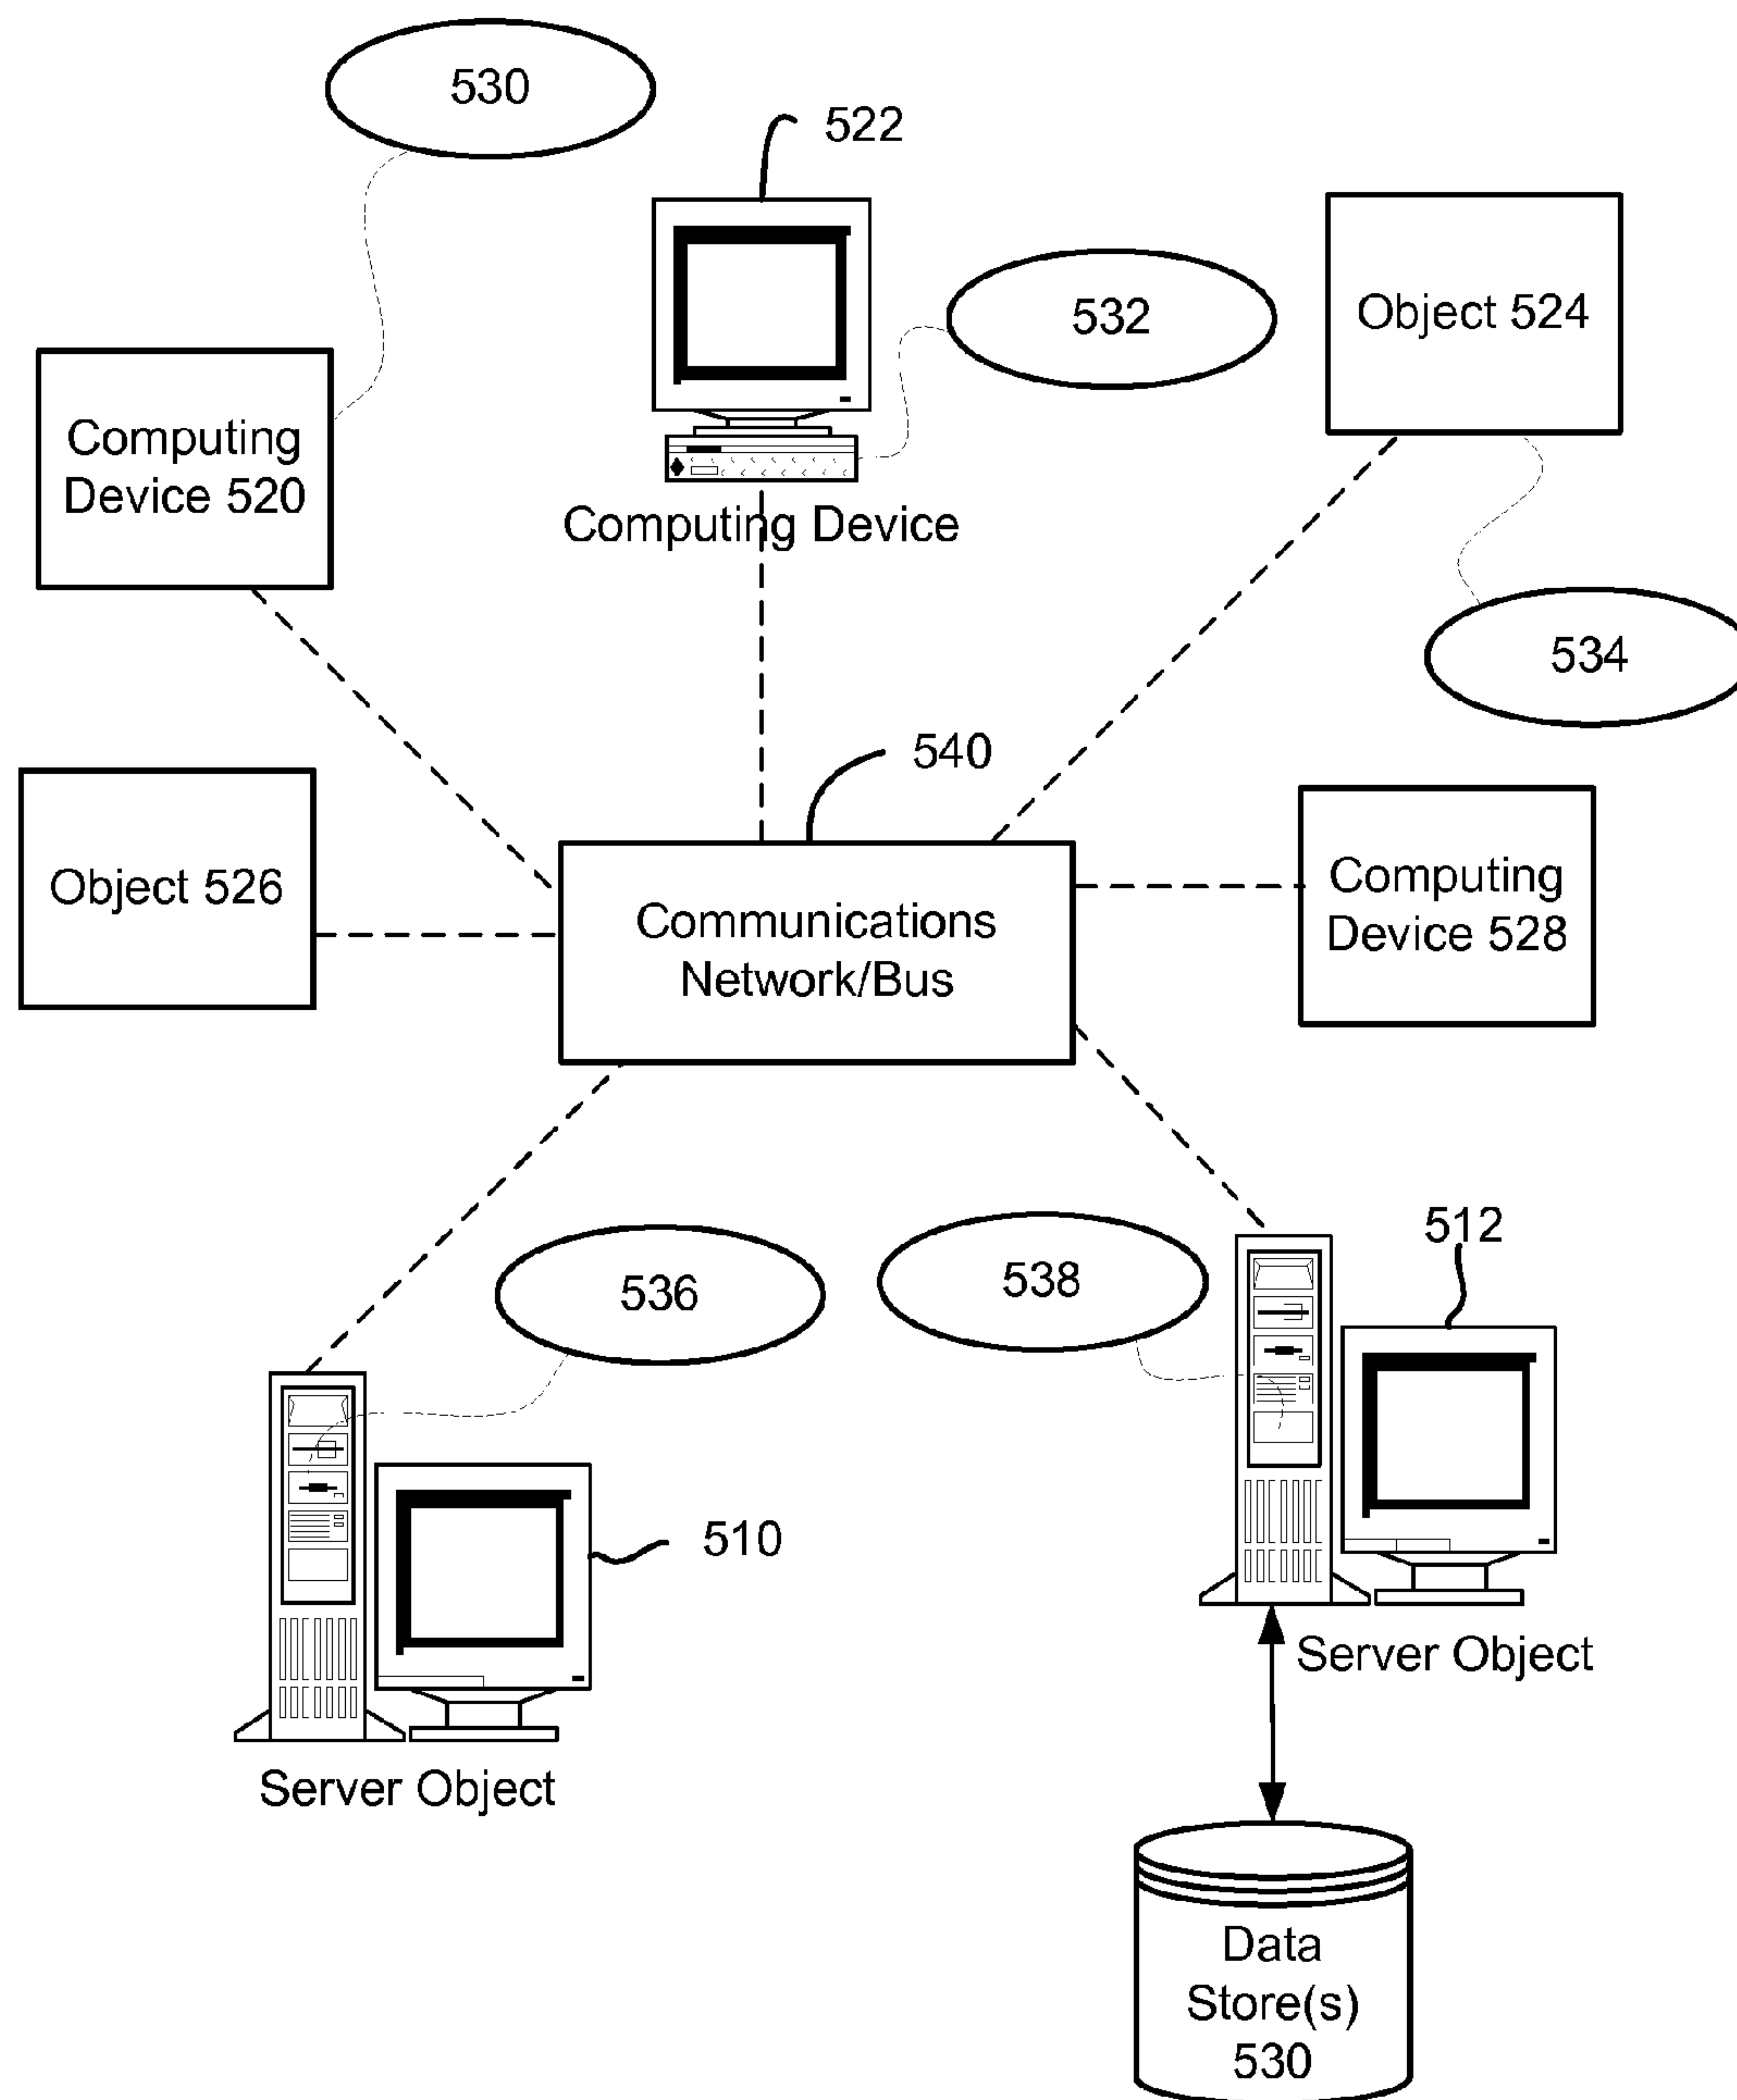 530
522
532
Object 524
Computing
Device 520
Computing Device
534
540
Object 526
Communications
Network/Bus
Computing
Device 528
512
536
538
510
Server Object
Server Object
Data
Store(s)
530